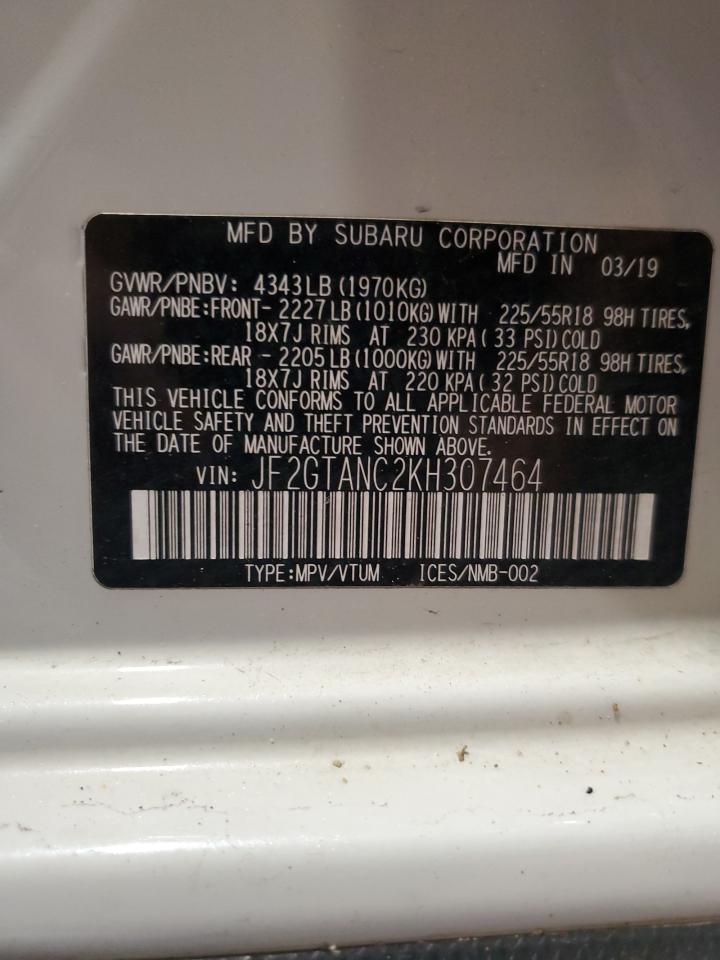 MFD BY SUBARU CORPORATION
MFD IN 03/19
GVWR/PNBV: 4343LB (1970KG)
GAWR/PNBE:FRONT- 2227LB (1010KG) WITH 225/55R18 98H TIRES,
18X7J RIMS AT 230 KPA ( 33 PSI) COLD
GAWR/PNBE:REAR - 2205LB (1000KG) WITH 225/55R18 98H TIRES,
18X7J RIMS AT 220 KPA ( 32 PSI) COLD
THIS VEHICLE CONFORMS TO ALL APPLICABLE FEDERAL MOTOR
VEHICLE SAFETY AND THEFT PREVENTION STANDARDS IN EFFECT ON
THE DATE OF MANUFACTURE SHOWN ABOVE.
VIN: JF2GTANC2KH307464
TYPE:MPV/VTUM ICES/NMB-002